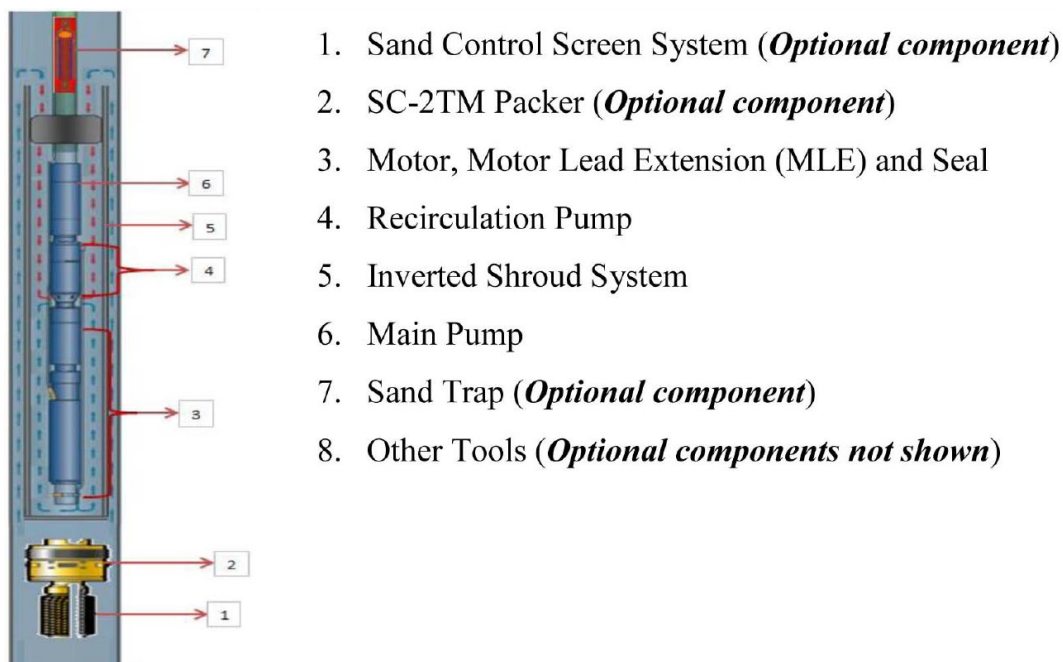 7
6
5
4
3
2
1
1. Sand Control Screen System (Optional component)
2. SC-2TM Packer (Optional component)
3. Motor, Motor Lead Extension (MLE) and Seal
4. Recirculation Pump
5. Inverted Shroud System
6. Main Pump
7. Sand Trap (Optional component)
8. Other Tools (Optional components not shown)